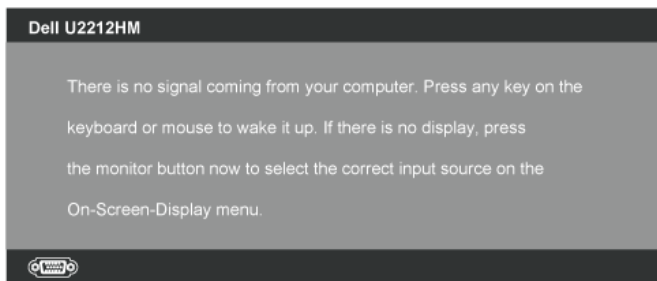 Dell U2212HM
There is no signal coming from your computer. Press any key on the
keyboard or mouse to wake it up. If there is no display, press
the monitor button now to select the correct input source on the
On-Screen-Display menu.